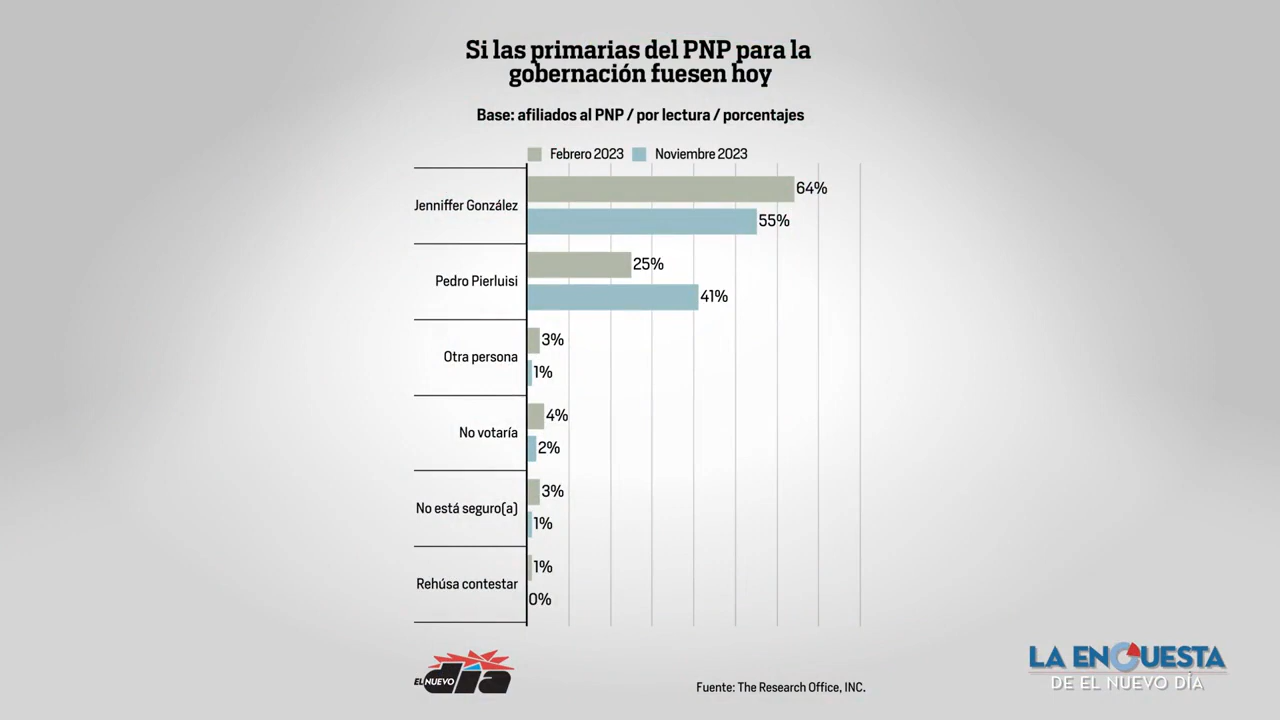 Si las primarias del PNP para la
gobernación fuesen hoy
Base: afiliados al PNP / por lectura / porcentajes
Febrero 2023 Noviembre 2023
Jenniffer González
64%
55%
Pedro Pierluisi
25%
41%
Otra persona
3%
1%
No votaría
4%
2%
No está seguro(a)
3%
1%
Rehúsa contestar
1%
0%
EL NUEVO día
Fuente: The Research Office, INC.
LA ENCUESTA
DE EL NUEVO DÍA